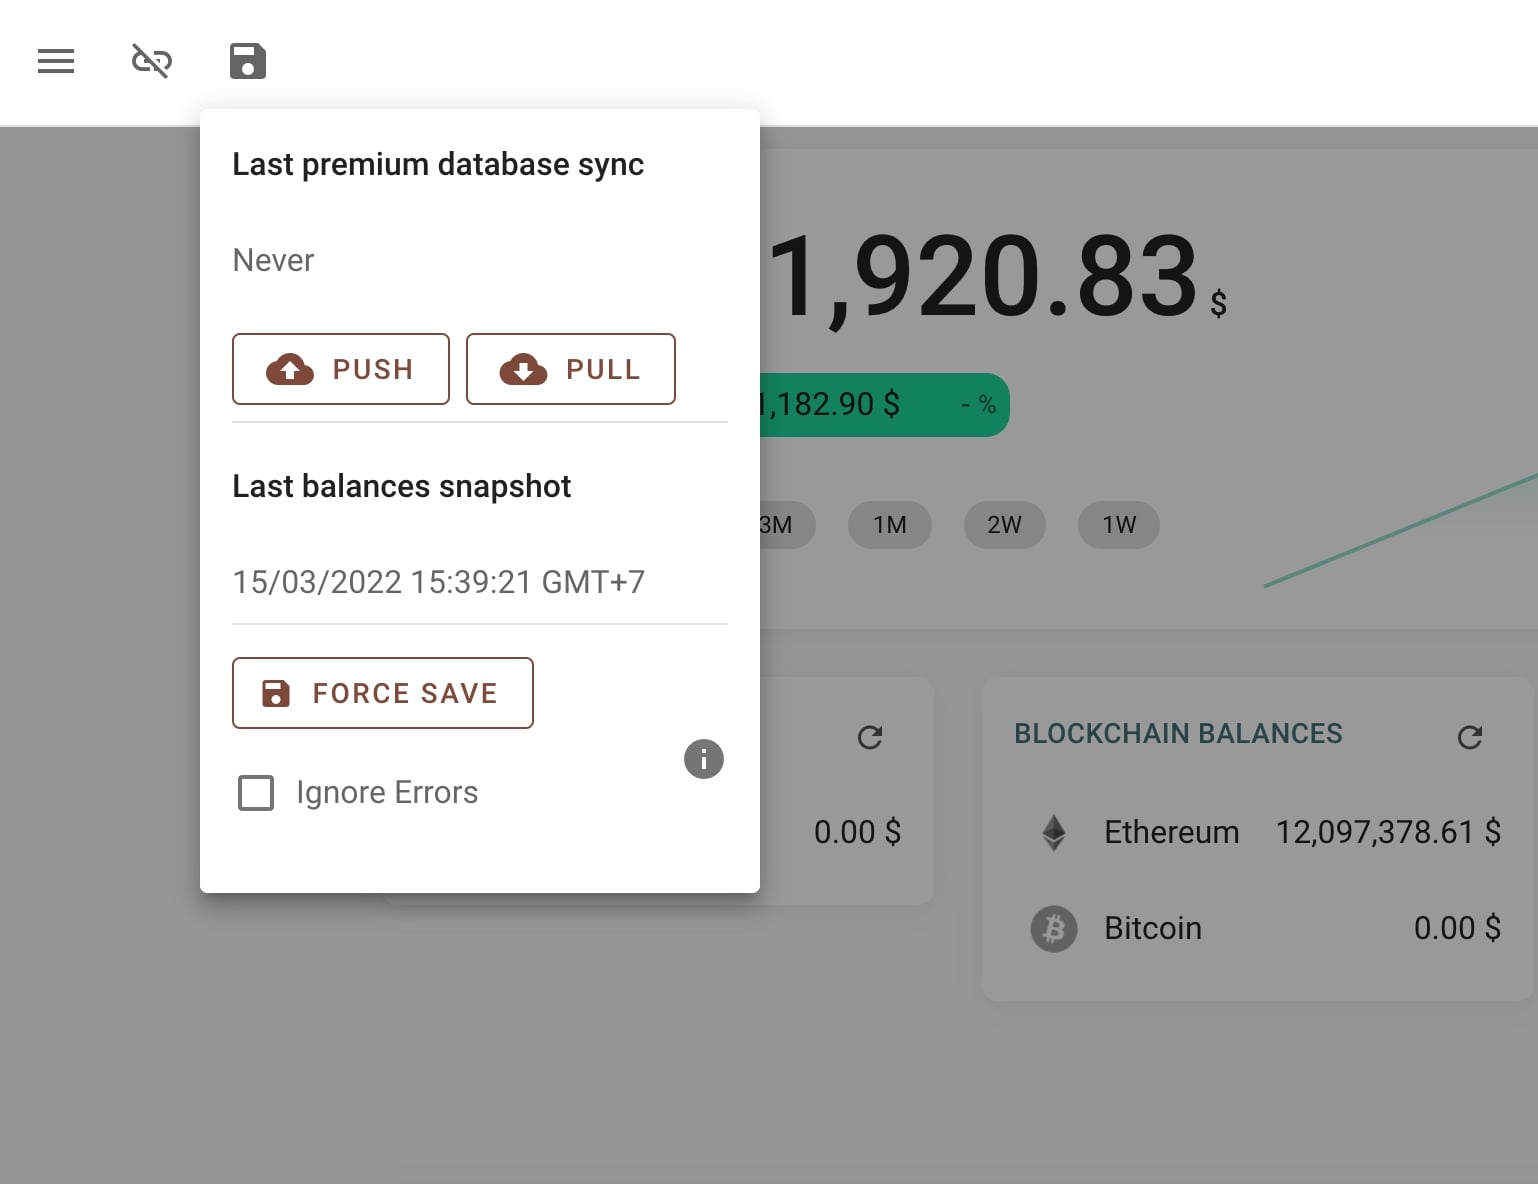 Last premium database sync
Never
PUSH PULL
Last balances snapshot
15/03/2022 15:39:21 GMT+7
FORCE SAVE
Ignore Errors
1,920.83 $
1,182.90 $ - %
3M 1M 2W 1W
0.00 $
BLOCKCHAIN BALANCES
Ethereum 12,097,378.61 $
Bitcoin 0.00 $